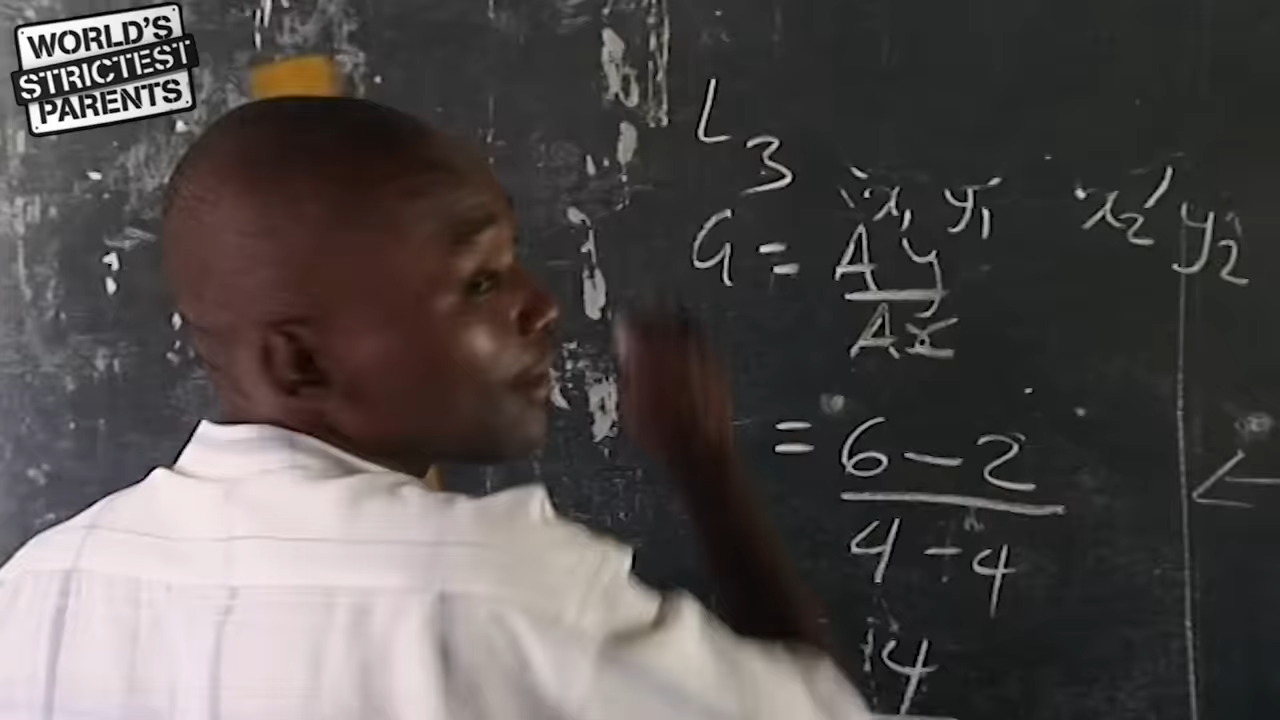 WORLD'S
STRICTEST
PARENTS
L3
x1 y1 x2 y2
G = Δy
Δx
= 6 - 2
4 - 4
4